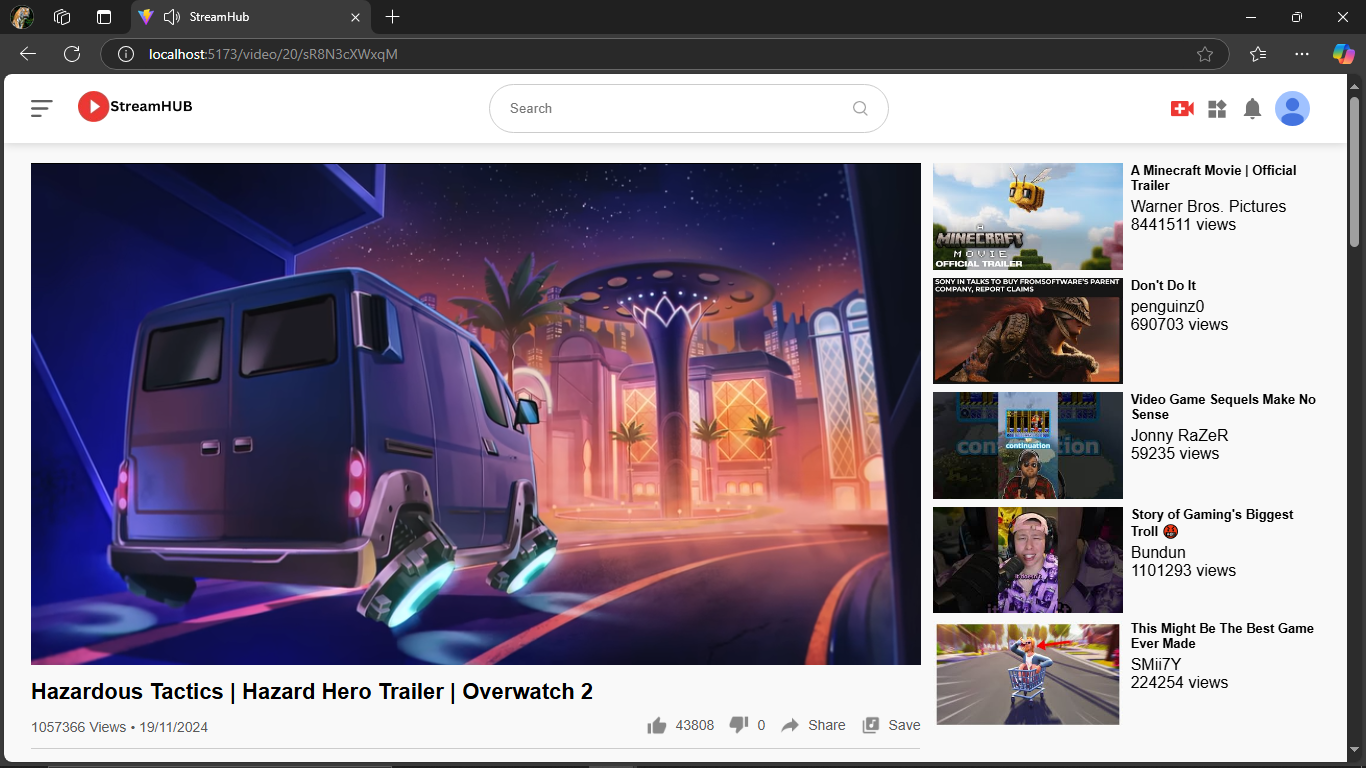 StreamHub
localhost:5173/video/20/sR8N3cXWxqM
StreamHUB
Search
Hazardous Tactics | Hazard Hero Trailer | Overwatch 2
1057366 Views • 19/11/2024
43808
0
Share
Save
A
MINECRAFT
MOVIE
OFFICIAL TRAILER
A Minecraft Movie | Official
Trailer
Warner Bros. Pictures
8441511 views
SONY IN TALKS TO BUY FROMSOFTWARE'S PARENT
COMPANY, REPORT CLAIMS
Don't Do It
penguinz0
690703 views
continuation
continuation
Video Game Sequels Make No
Sense
Jonny RaZeR
59235 views
Story of Gaming's Biggest
Troll 😡
Bundun
1101293 views
This Might Be The Best Game
Ever Made
SMii7Y
224254 views